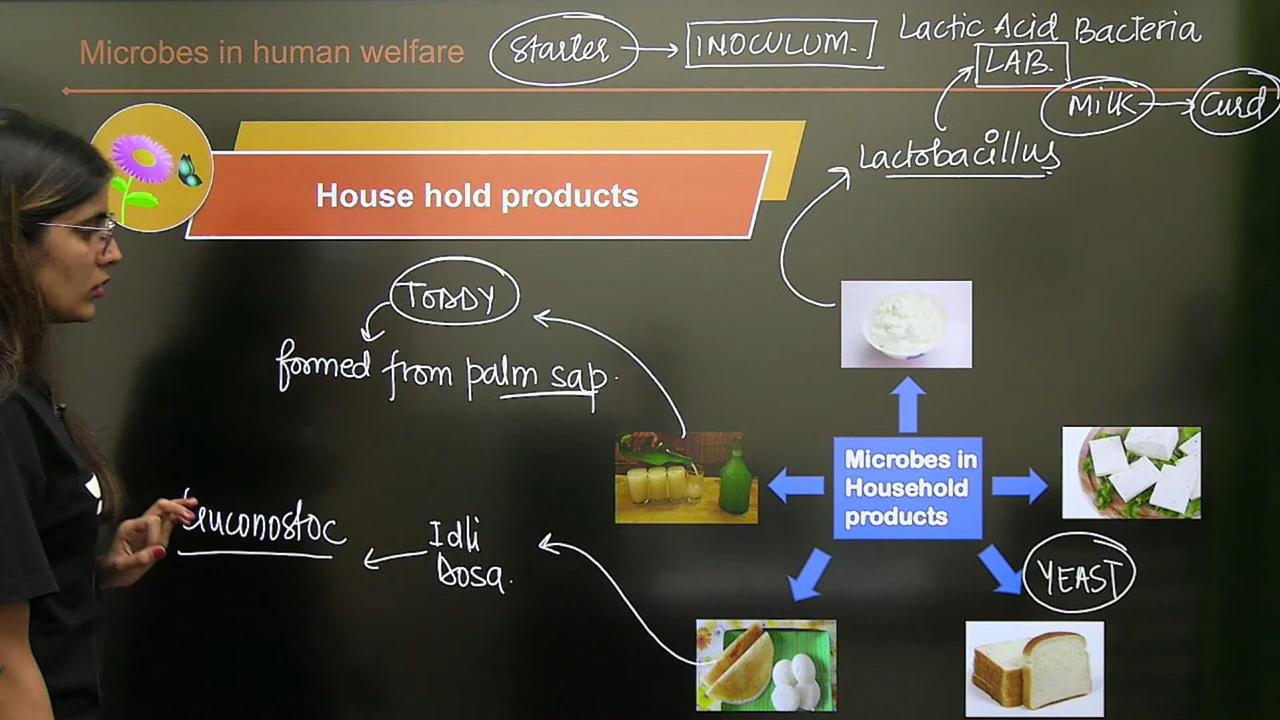 Microbes in human welfare
Starter → INOCULUM.
Lactic Acid Bacteria
LAB.
Milk → Curd
Lactobacillus
House hold products
TODDY
formed from palm sap.
Microbes in
Household
products
Leuconostoc
Idli
Dosa.
YEAST